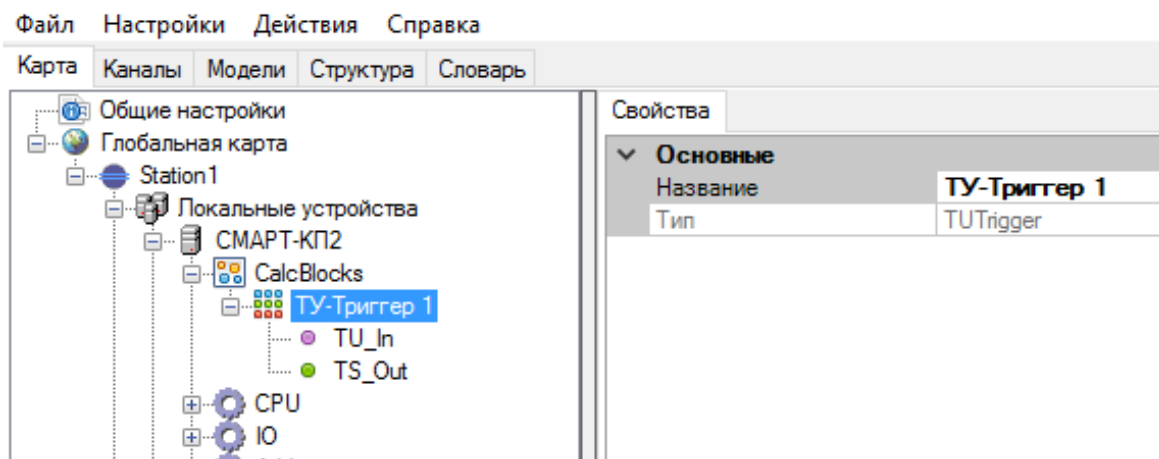 Файл Настройки Действия Справка
Карта Каналы Модели Структура Словарь
Общие настройки
Глобальная карта
Station1
Локальные устройства
СМАРТ-КП2
CalcBlocks
ТУ-Триггер 1
TU_In
TS_Out
CPU
IO
Свойства
Основные
Название ТУ-Триггер 1
Тип TUTrigger